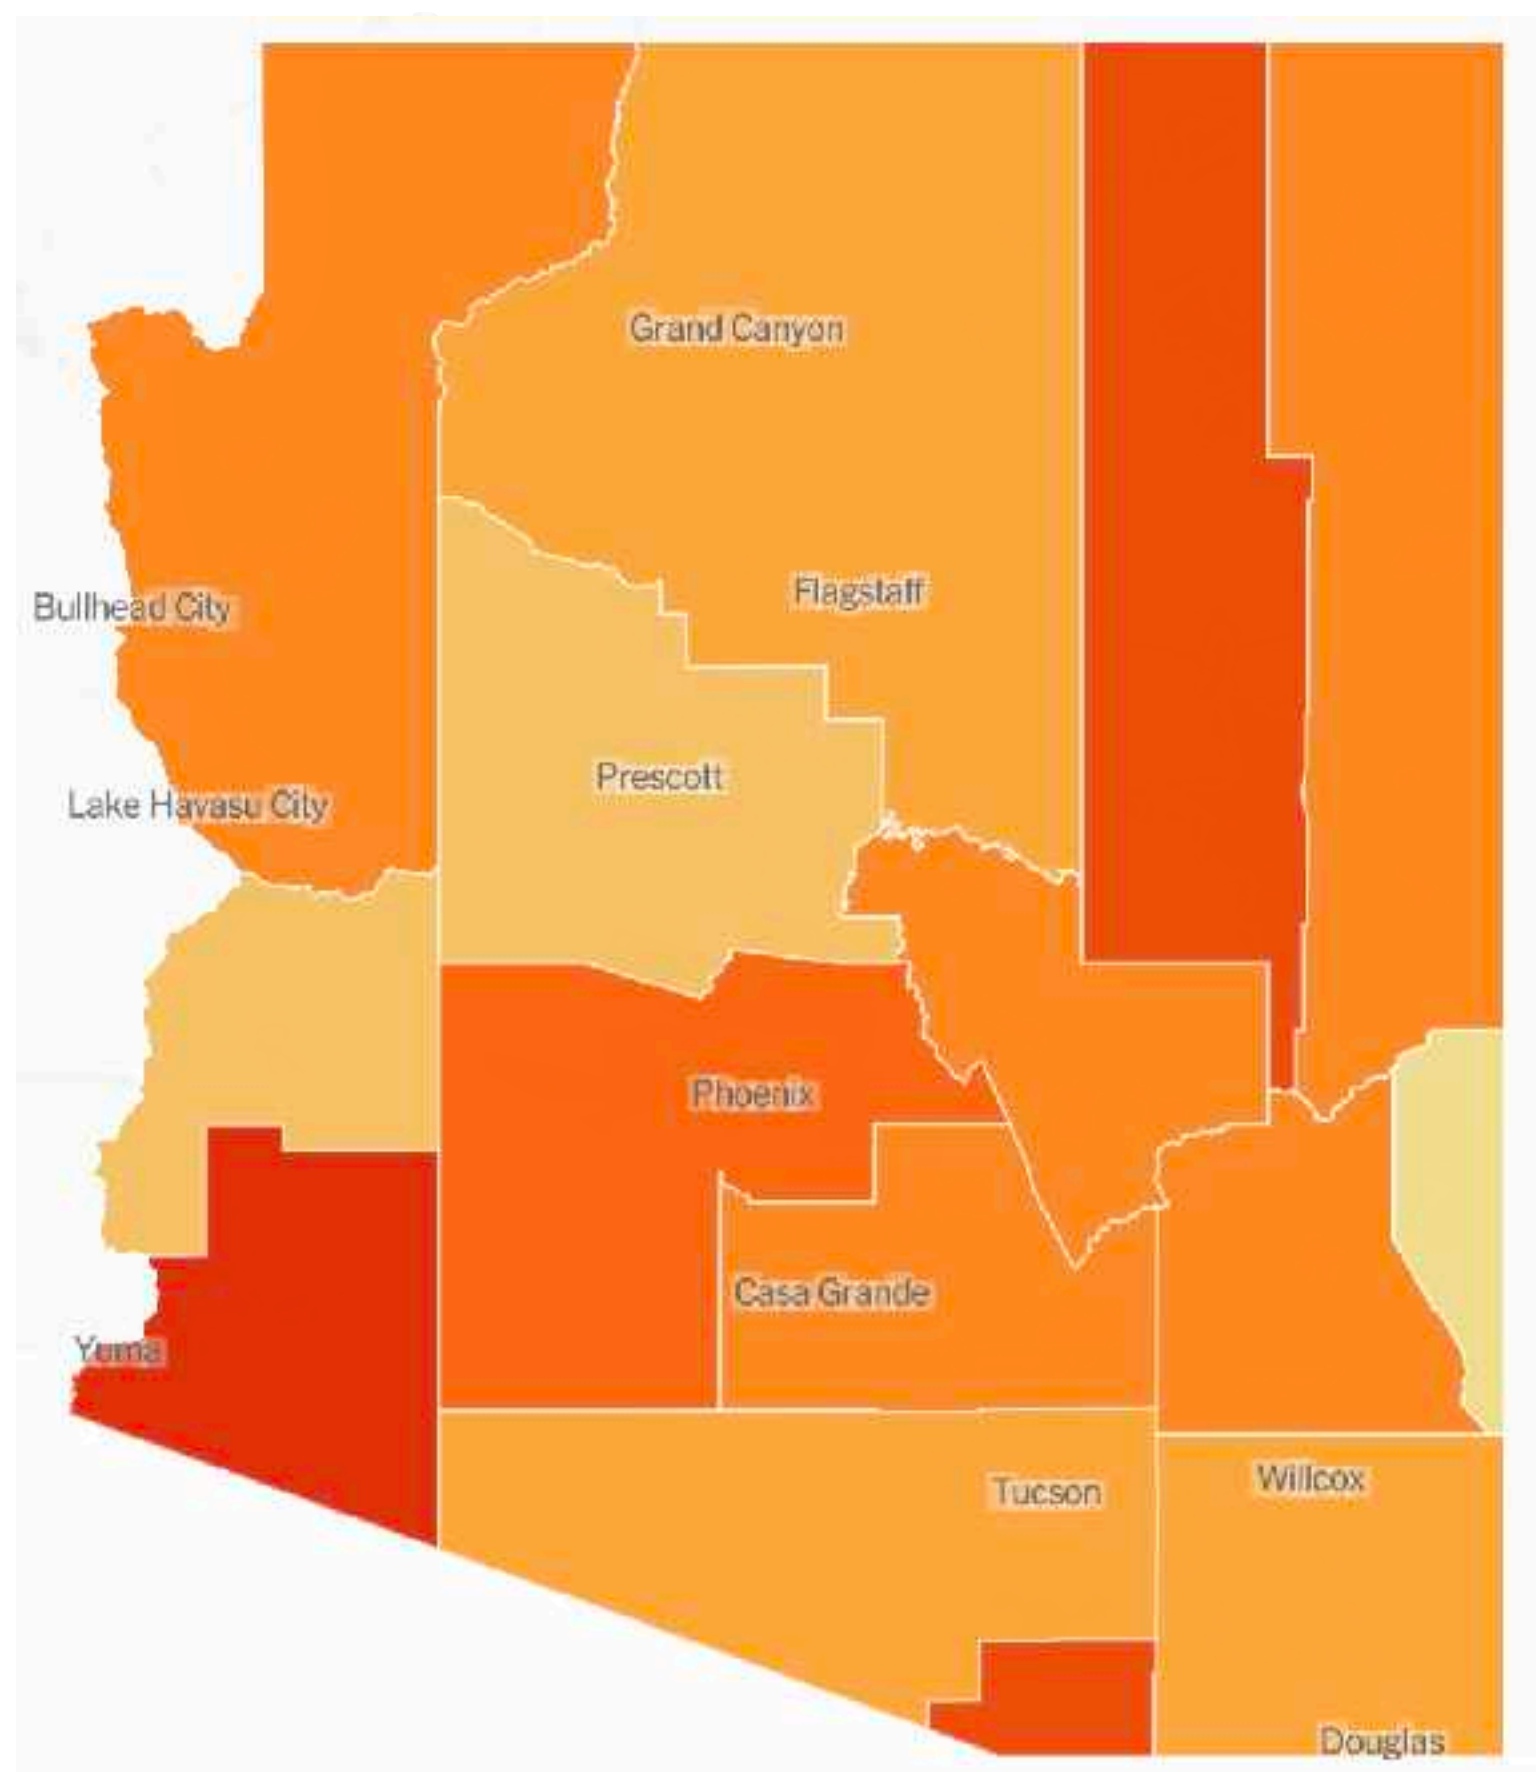 Grand Canyon
Flagstaff
Bullhead City
Prescott
Lake Havasu City
Phoenix
Casa Grande
Yuma
Willcox
Tucson
Douglas